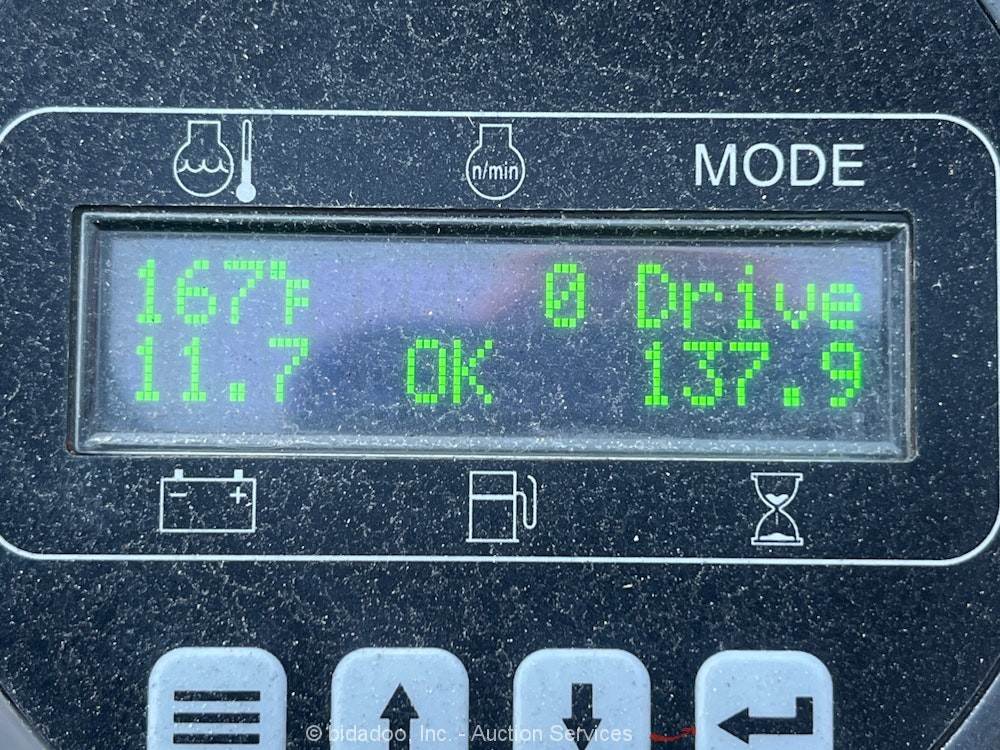 n/min MODE
167°F 0 Drive
11.7 OK 137.9
- +
© bidadoo, Inc. - Auction Services